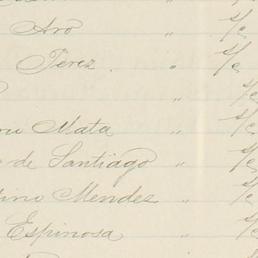 Aro " s/c
Perez " s/c
" s/c
Mata " s/c
de Santiago " s/c
Mendez " s/c
Espinosa " s/c